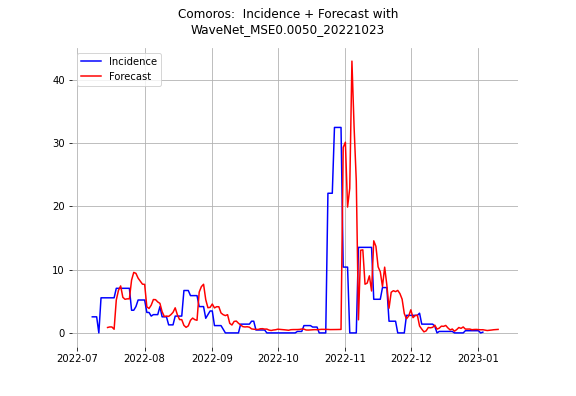 Comoros:  Incidence + Forecast with
WaveNet_MSE0.0050_20221023
Incidence
Forecast
40
30
20
10
0
2022-07 2022-08 2022-09 2022-10 2022-11 2022-12 2023-01